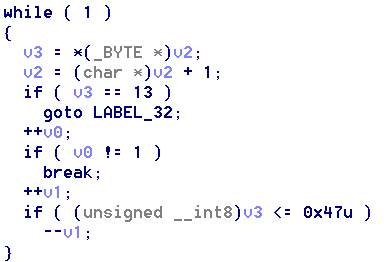 while ( 1 )
{
  v3 = *(_BYTE *)v2;
  v2 = (char *)v2 + 1;
  if ( v3 == 13 )
    goto LABEL_32;
  ++v0;
  if ( v0 != 1 )
    break;
  ++v1;
  if ( (unsigned __int8)v3 <= 0x47u )
    --v1;
}